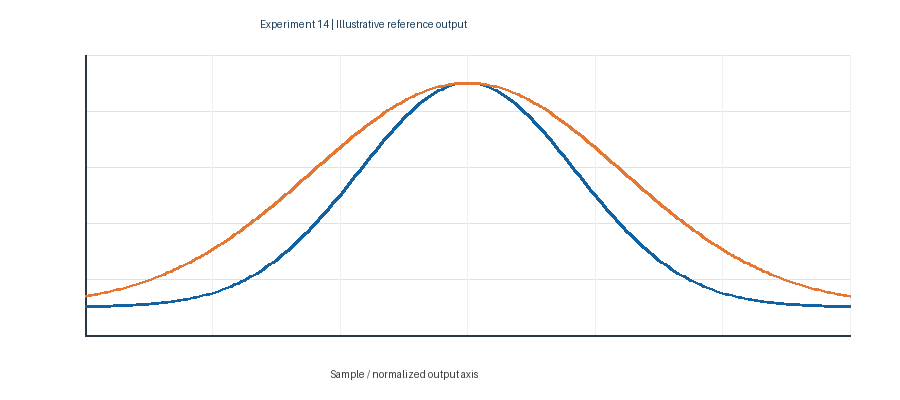 Experiment 14 | Illustrative reference output
Sample / normalized output axis